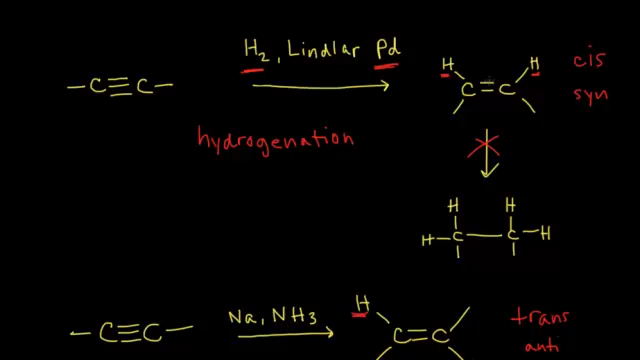 H2, Lindlar Pd
H H cis
-C≡C- C=C syn
hydrogenation
H H
H-C-C-H
Na, NH3 H trans
-C≡C- C=C anti